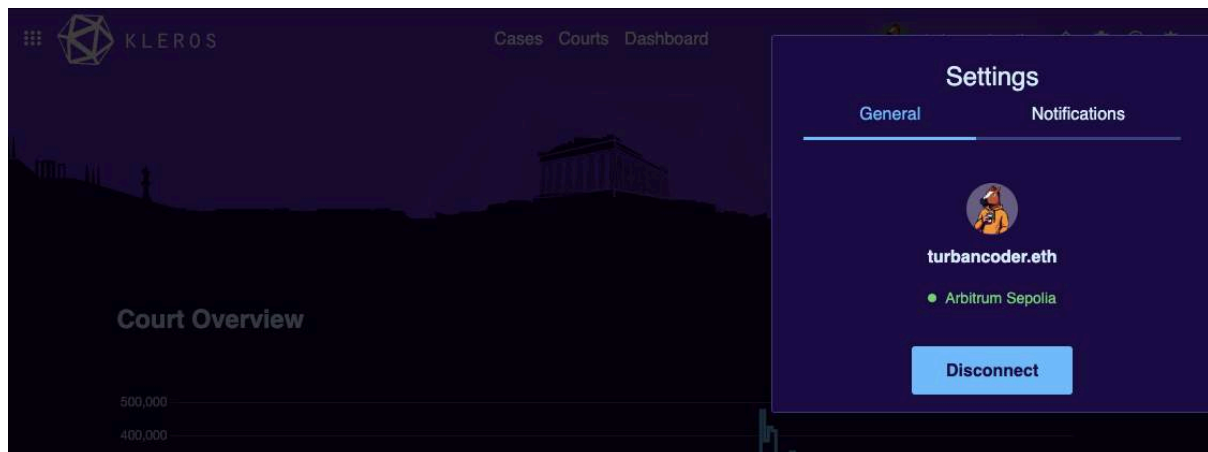 KLEROS
Cases Courts Dashboard
Settings
General Notifications
turbancoder.eth
Arbitrum Sepolia
Disconnect
Court Overview
500,000
400,000